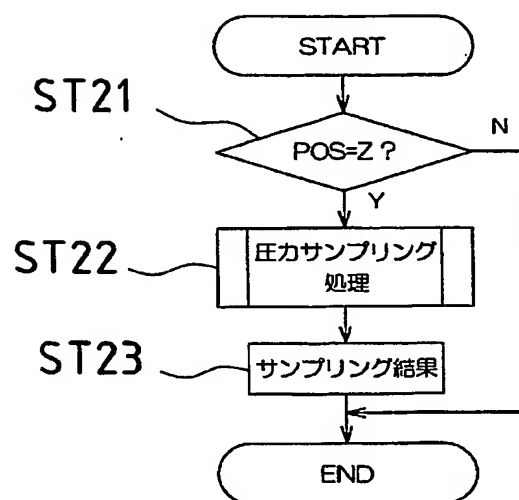 START
ST21
POS=Z?
N
Y
ST22
圧力サンプリング
処理
ST23
サンプリング結果
END